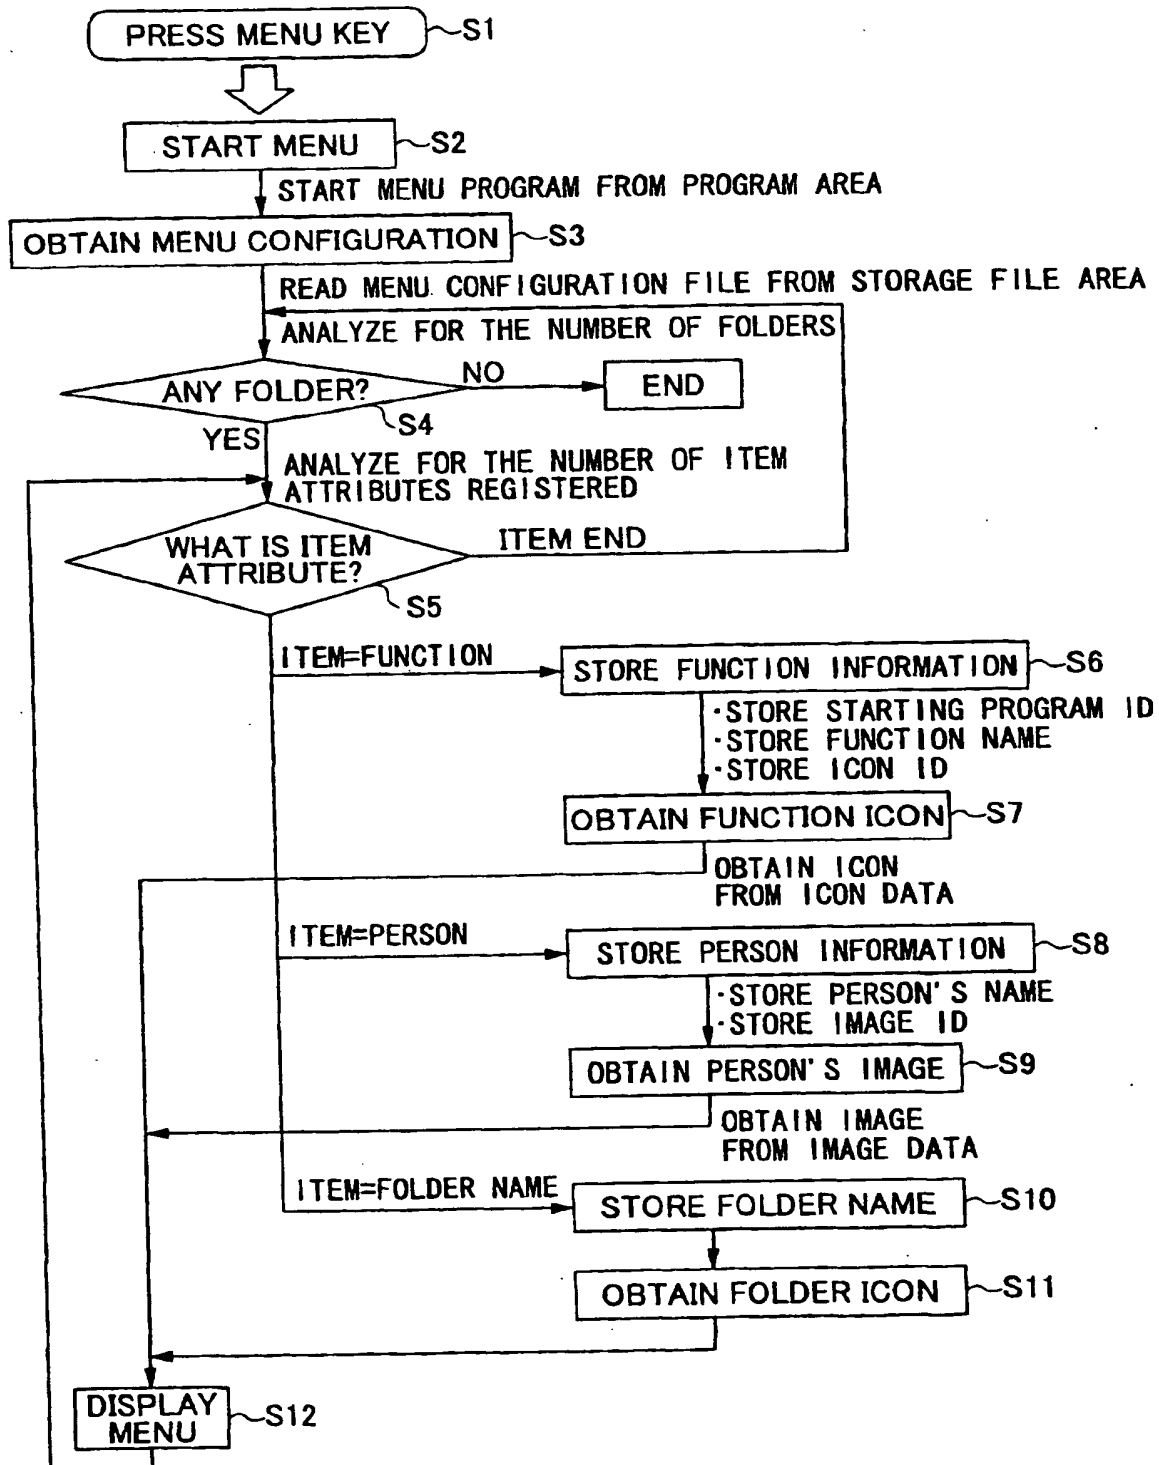 PRESS MENU KEY S1
START MENU S2
START MENU PROGRAM FROM PROGRAM AREA
OBTAIN MENU CONFIGURATION S3
READ MENU CONFIGURATION FILE FROM STORAGE FILE AREA
ANALYZE FOR THE NUMBER OF FOLDERS
ANY FOLDER? NO END
S4
YES
ANALYZE FOR THE NUMBER OF ITEM
ATTRIBUTES REGISTERED
WHAT IS ITEM
ATTRIBUTE?
ITEM END
S5
ITEM=FUNCTION
STORE FUNCTION INFORMATION S6
·STORE STARTING PROGRAM ID
·STORE FUNCTION NAME
·STORE ICON ID
OBTAIN FUNCTION ICON S7
OBTAIN ICON
FROM ICON DATA
ITEM=PERSON
STORE PERSON INFORMATION S8
·STORE PERSON'S NAME
·STORE IMAGE ID
OBTAIN PERSON'S IMAGE S9
OBTAIN IMAGE
FROM IMAGE DATA
ITEM=FOLDER NAME
STORE FOLDER NAME S10
OBTAIN FOLDER ICON S11
DISPLAY
MENU
S12